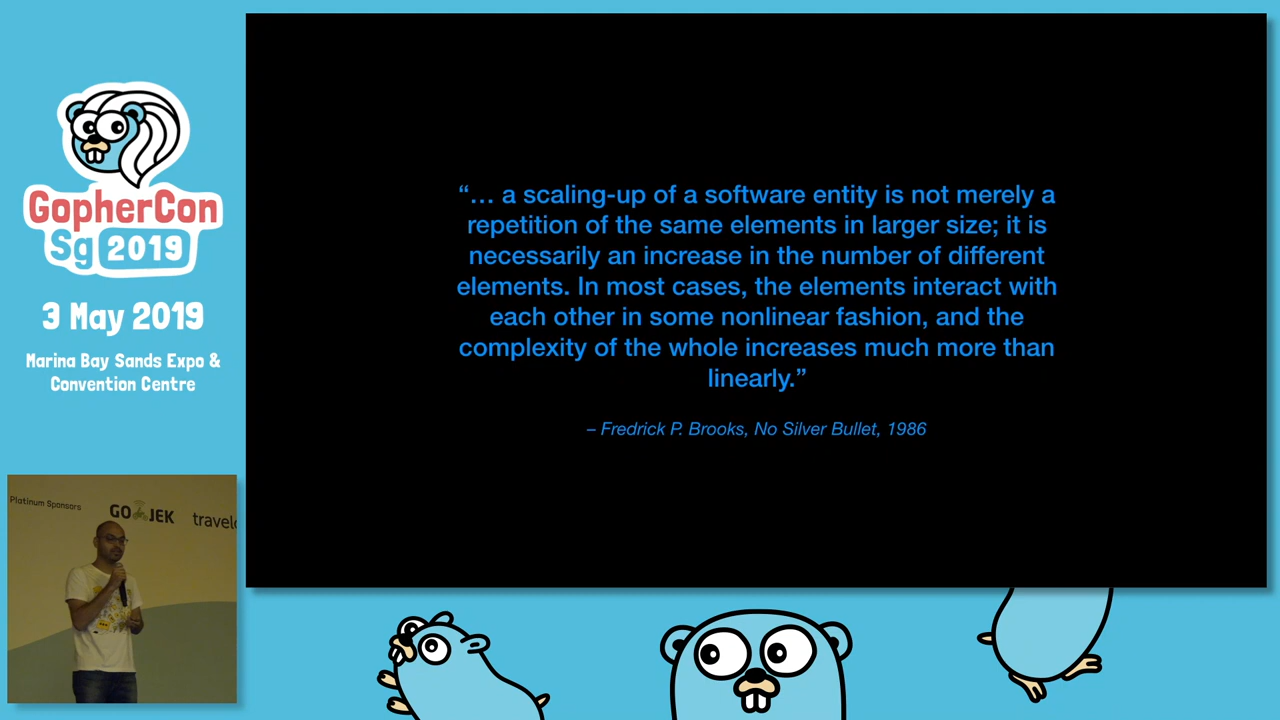 GopherCon
Sg 2019
3 May 2019
Marina Bay Sands Expo &
Convention Centre
“… a scaling-up of a software entity is not merely a
repetition of the same elements in larger size; it is
necessarily an increase in the number of different
elements. In most cases, the elements interact with
each other in some nonlinear fashion, and the
complexity of the whole increases much more than
linearly.”
– Fredrick P. Brooks, No Silver Bullet, 1986
Platinum Sponsors
GO JEK
travelo